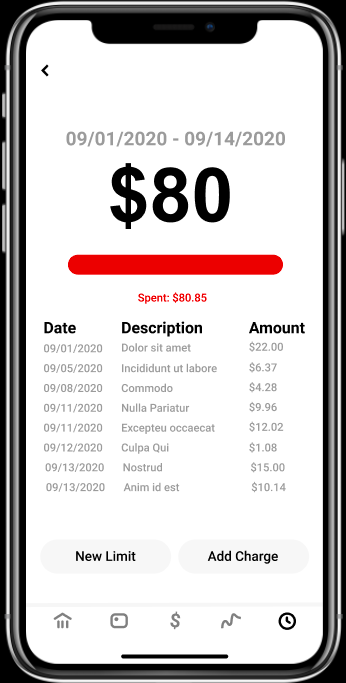 09/01/2020 - 09/14/2020
$80
Spent: $80.85
Date Description Amount
09/01/2020 Dolor sit amet $22.00
09/05/2020 Incididunt ut labore $6.37
09/08/2020 Commodo $4.28
09/11/2020 Nulla Pariatur $9.96
09/11/2020 Excepteu occaecat $12.02
09/12/2020 Culpa Qui $1.08
09/13/2020 Nostrud $15.00
09/13/2020 Anim id est $10.14
New Limit Add Charge
$